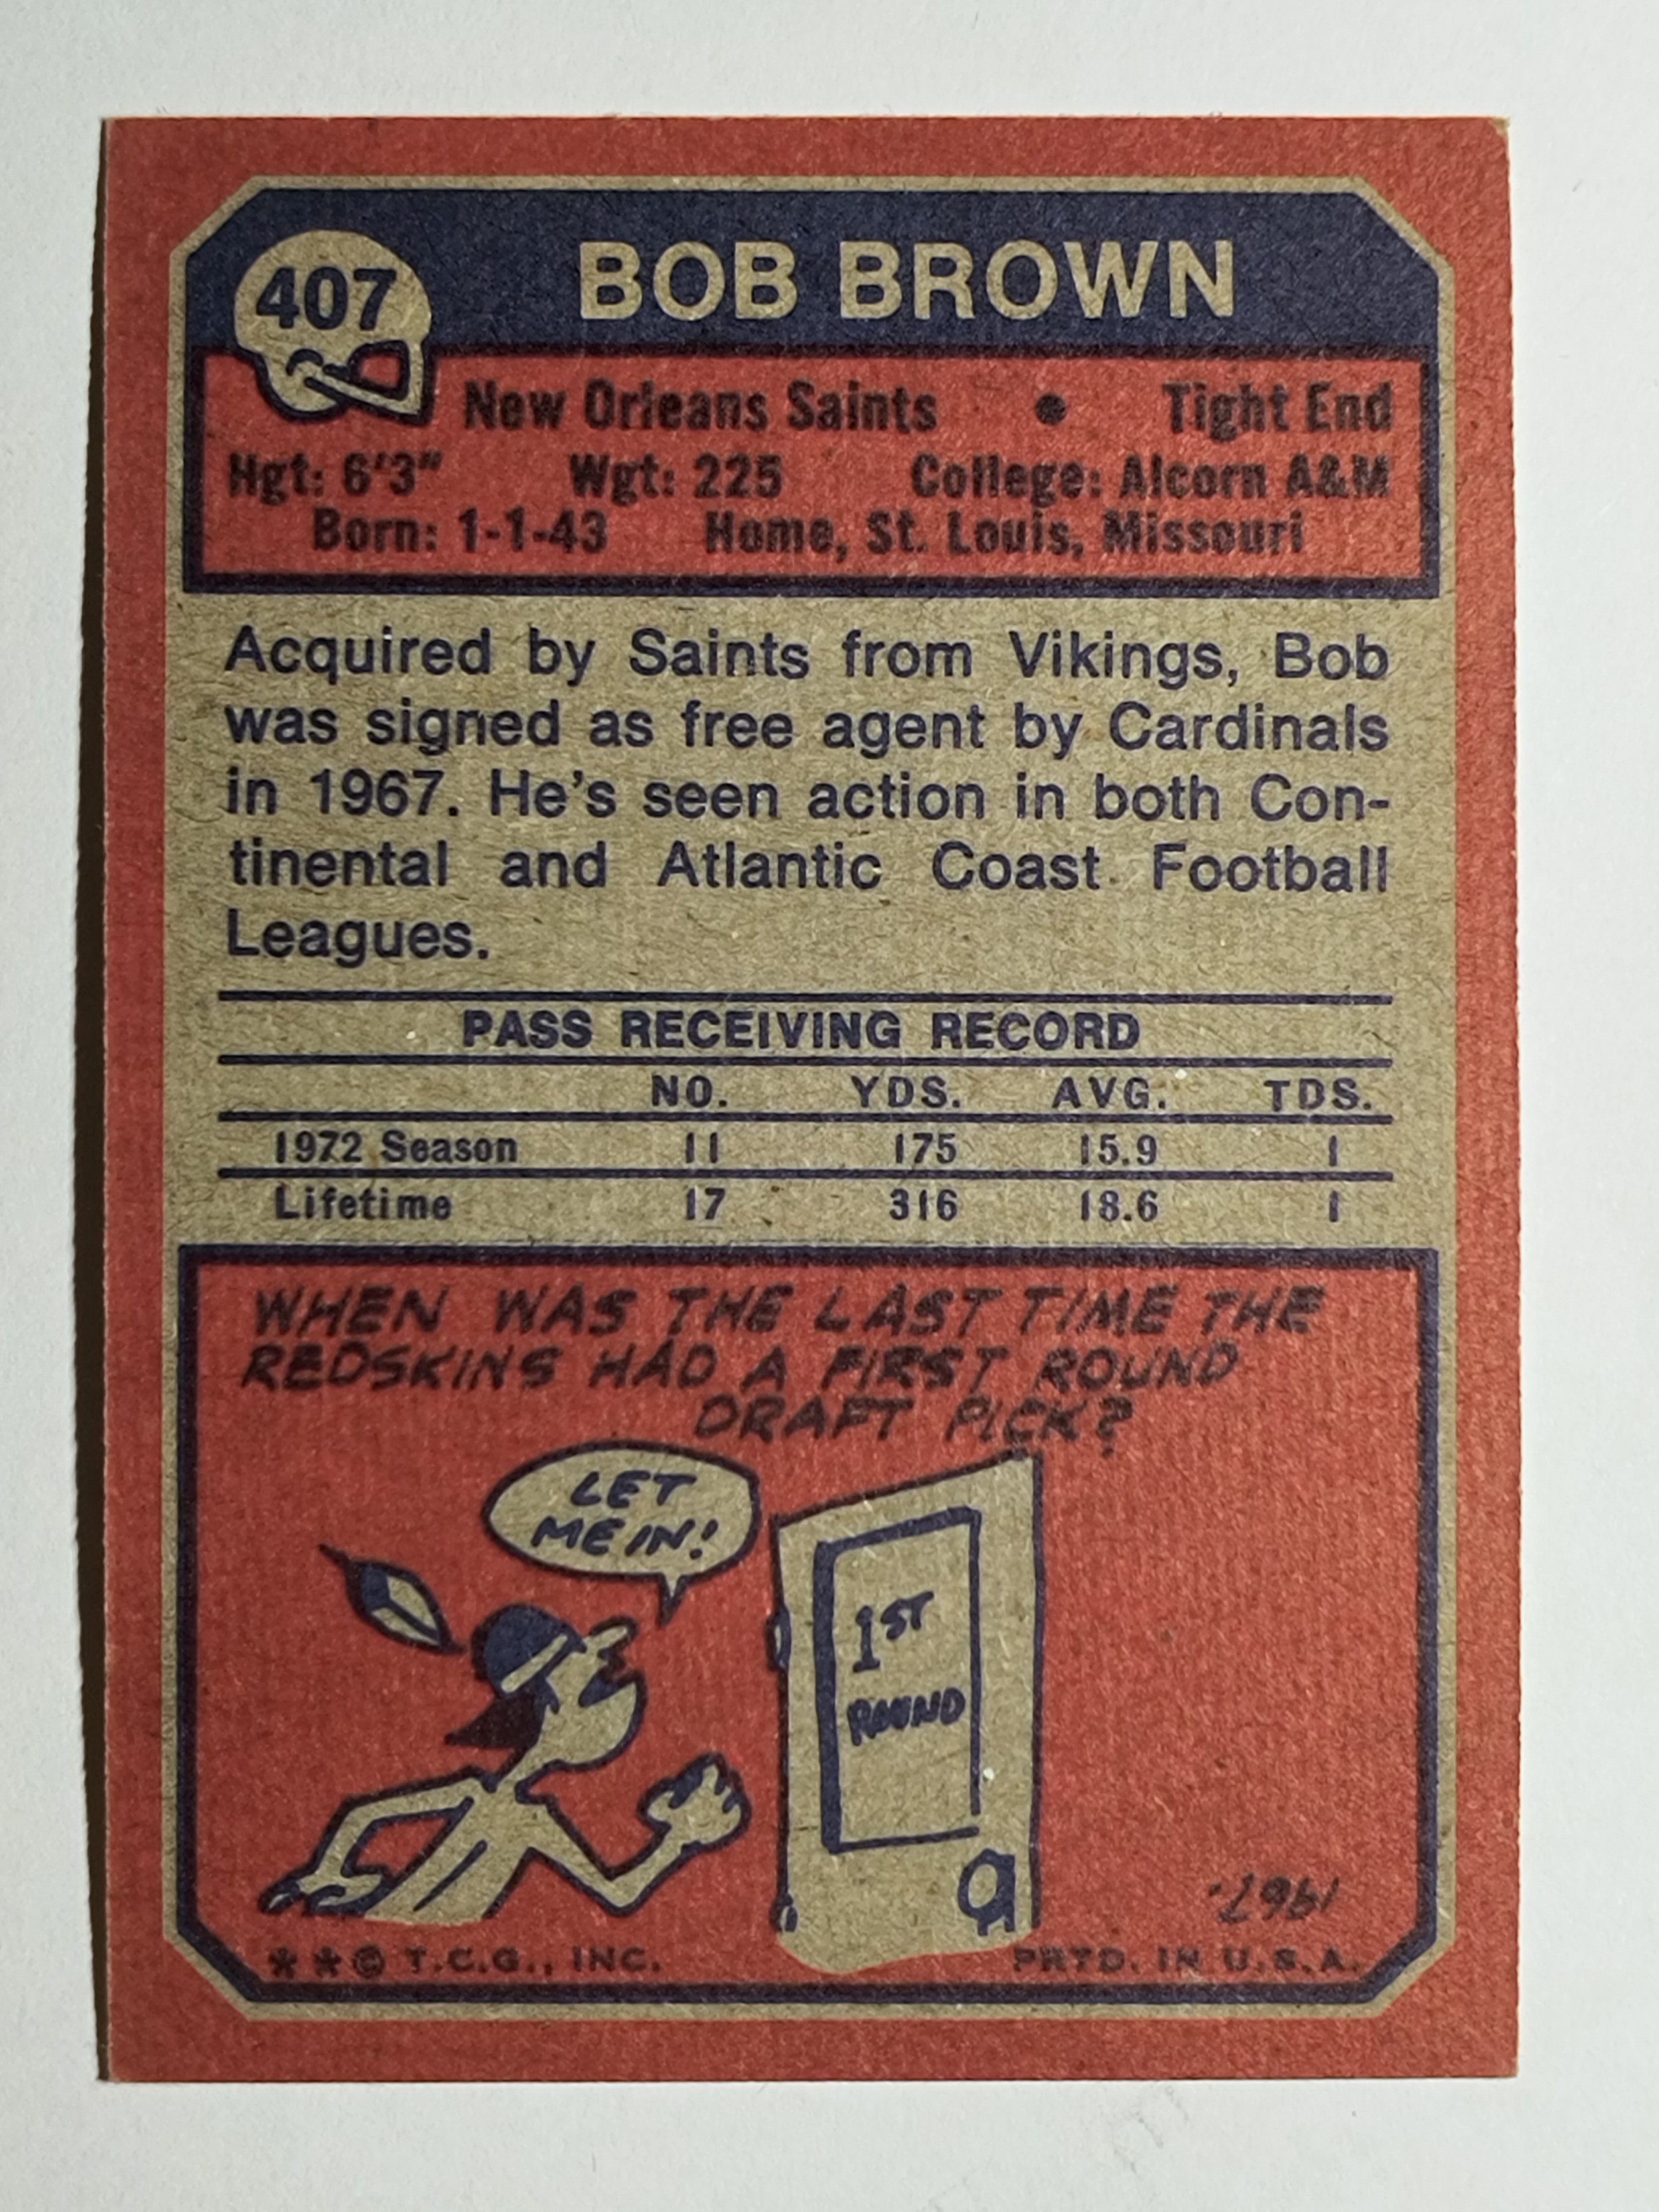 407
BOB BROWN
New Orleans Saints • Tight End
Hgt: 6'3" Wgt: 225 College: Alcorn A&M
Born: 1-1-43 Home, St. Louis, Missouri
Acquired by Saints from Vikings, Bob
was signed as free agent by Cardinals
in 1967. He's seen action in both Con-
tinental and Atlantic Coast Football
Leagues.
PASS RECEIVING RECORD
NO. YDS. AVG. TDS.
1972 Season 11 175 15.9 1
Lifetime 17 316 18.6 1
WHEN WAS THE LAST TIME THE
REDSKINS HAD A FIRST ROUND
DRAFT PICK?
LET
ME IN!
1ST
ROUND
1967.
* * © T.C.G., INC. PRTD. IN U.S.A.